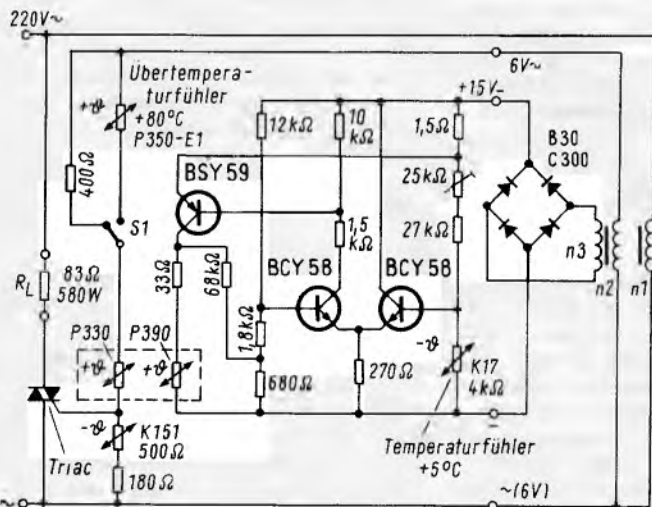 220V~
6V~
Übertempera-
turfühler
+80°C
P350-E1
+ϑ
+15V–
12kΩ
10
kΩ
1,5Ω
B30
C300
400Ω
BSY59
25kΩ
S1
1,5
kΩ
27kΩ
n3
n2
n1
33Ω
68kΩ
BCY58
BCY58
RL
83Ω
580W
1,8kΩ
P330
P390
+ϑ
+ϑ
680Ω
270Ω
-ϑ
K17
4kΩ
-ϑ
K151
500Ω
–
Triac
180Ω
Temperaturfühler
+5°C
~
~(6V)